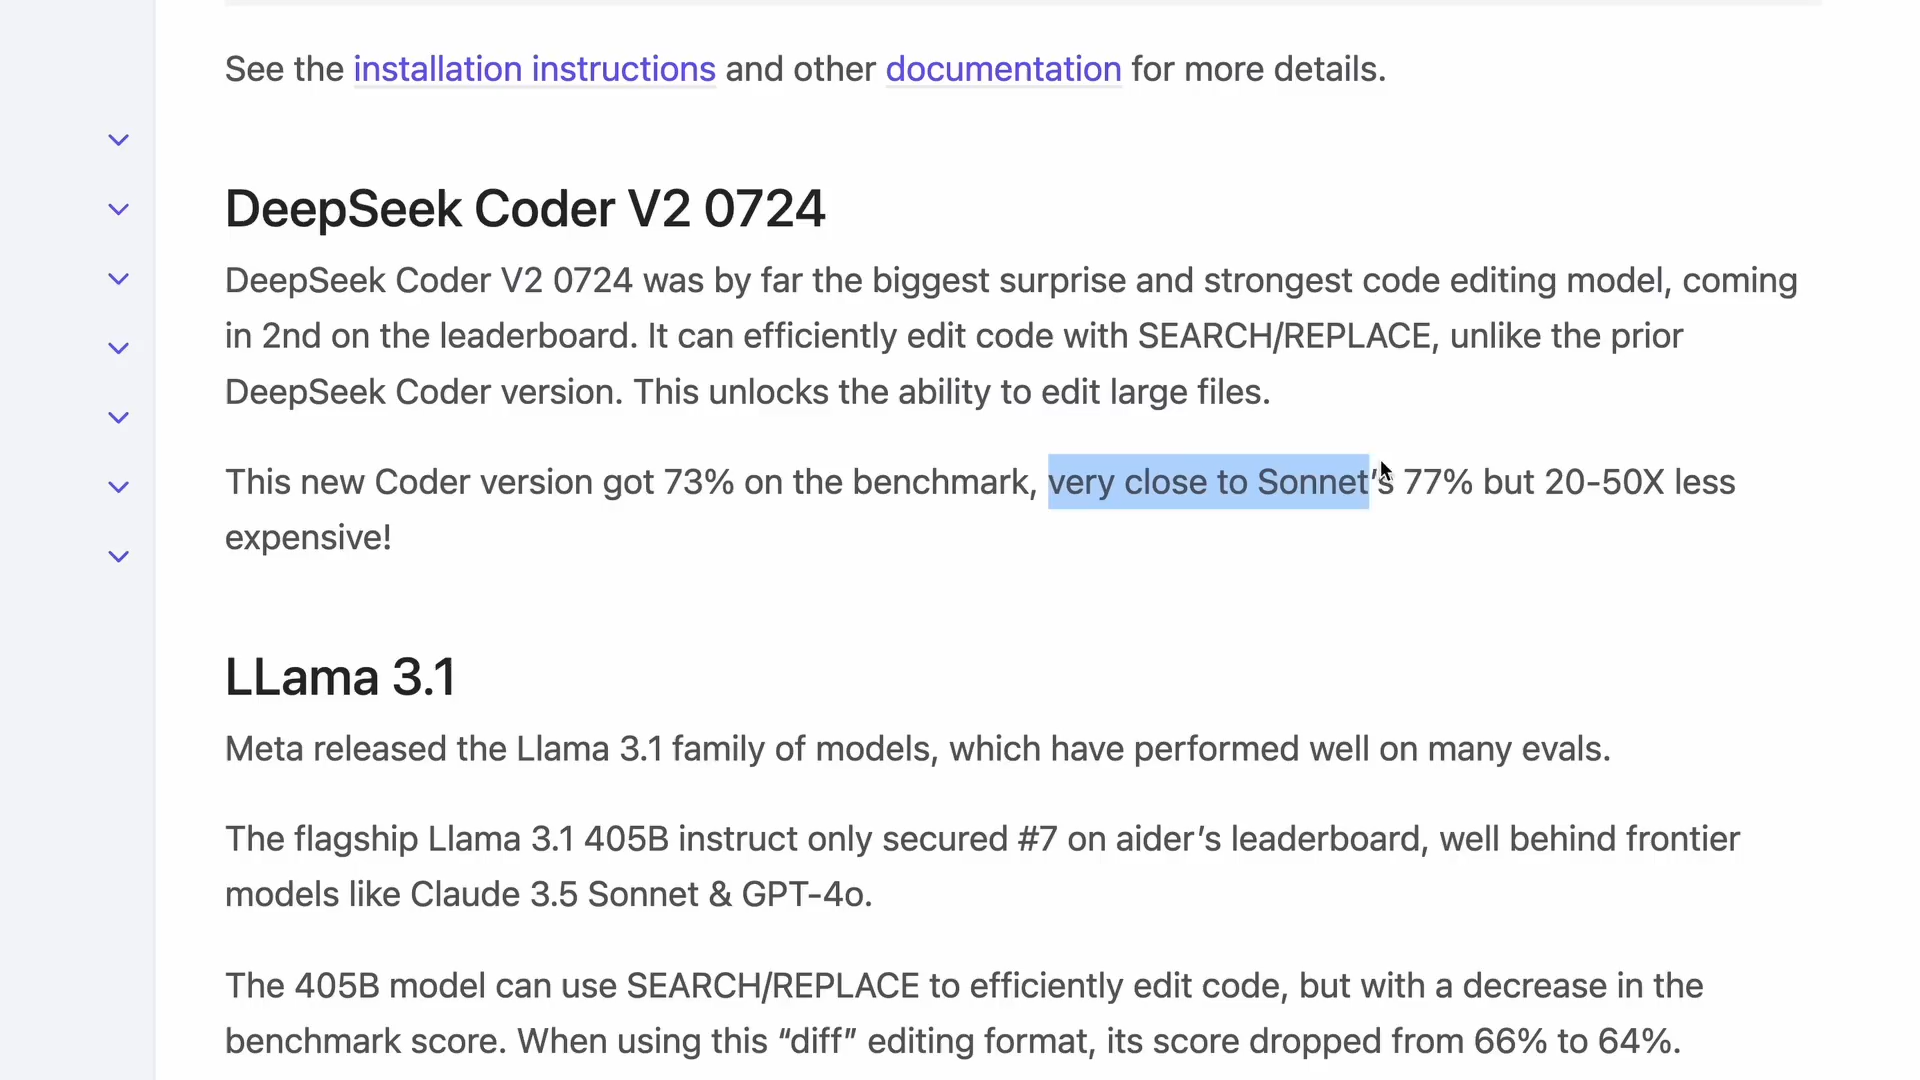 See the installation instructions and other documentation for more details.
DeepSeek Coder V2 0724
DeepSeek Coder V2 0724 was by far the biggest surprise and strongest code editing model, coming
in 2nd on the leaderboard. It can efficiently edit code with SEARCH/REPLACE, unlike the prior
DeepSeek Coder version. This unlocks the ability to edit large files.
This new Coder version got 73% on the benchmark, very close to Sonnet’s 77% but 20-50X less
expensive!
LLama 3.1
Meta released the Llama 3.1 family of models, which have performed well on many evals.
The flagship Llama 3.1 405B instruct only secured #7 on aider’s leaderboard, well behind frontier
models like Claude 3.5 Sonnet & GPT-4o.
The 405B model can use SEARCH/REPLACE to efficiently edit code, but with a decrease in the
benchmark score. When using this “diff” editing format, its score dropped from 66% to 64%.